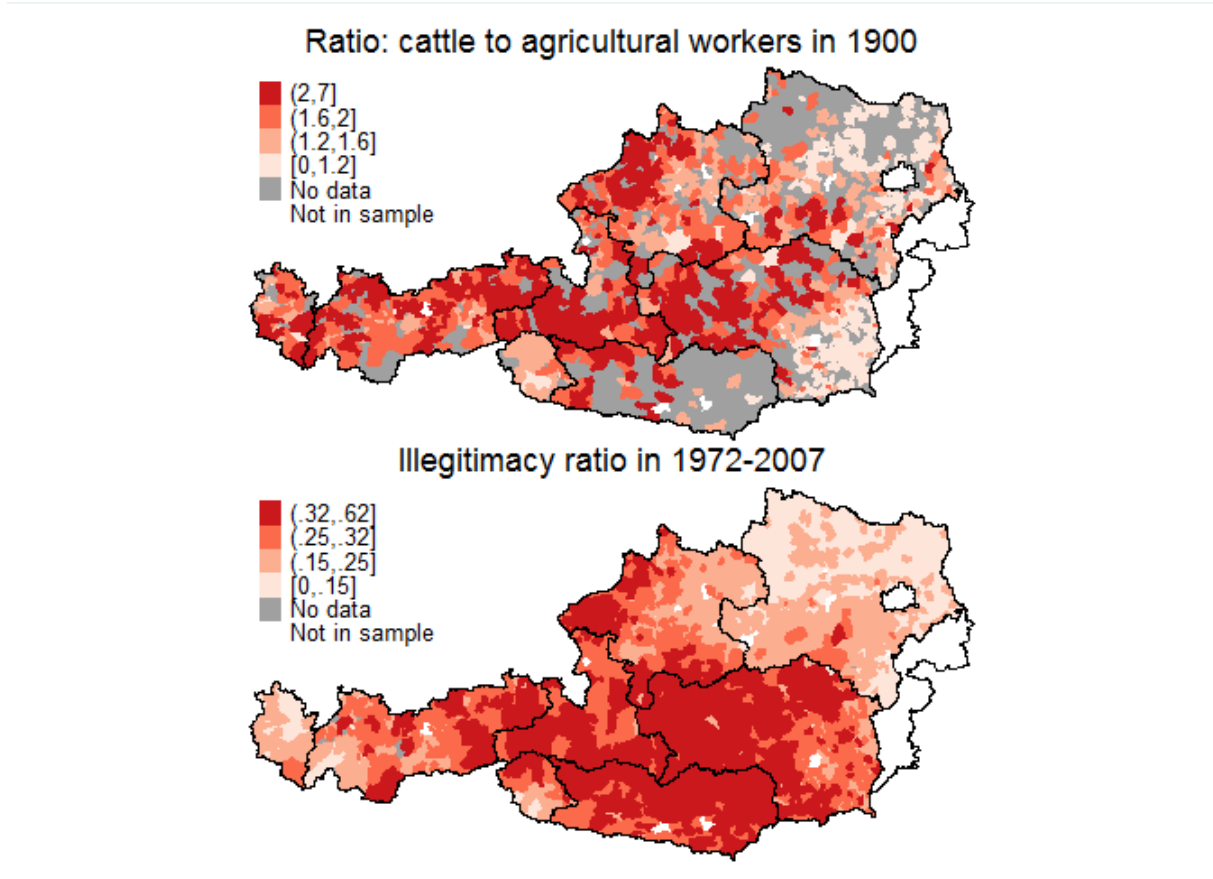 Ratio: cattle to agricultural workers in 1900
(2,7]
(1.6,2]
(1.2,1.6]
[0,1.2]
No data
Not in sample
Illegitimacy ratio in 1972-2007
(.32,.62]
(.25,.32]
(.15,.25]
[0,.15]
No data
Not in sample